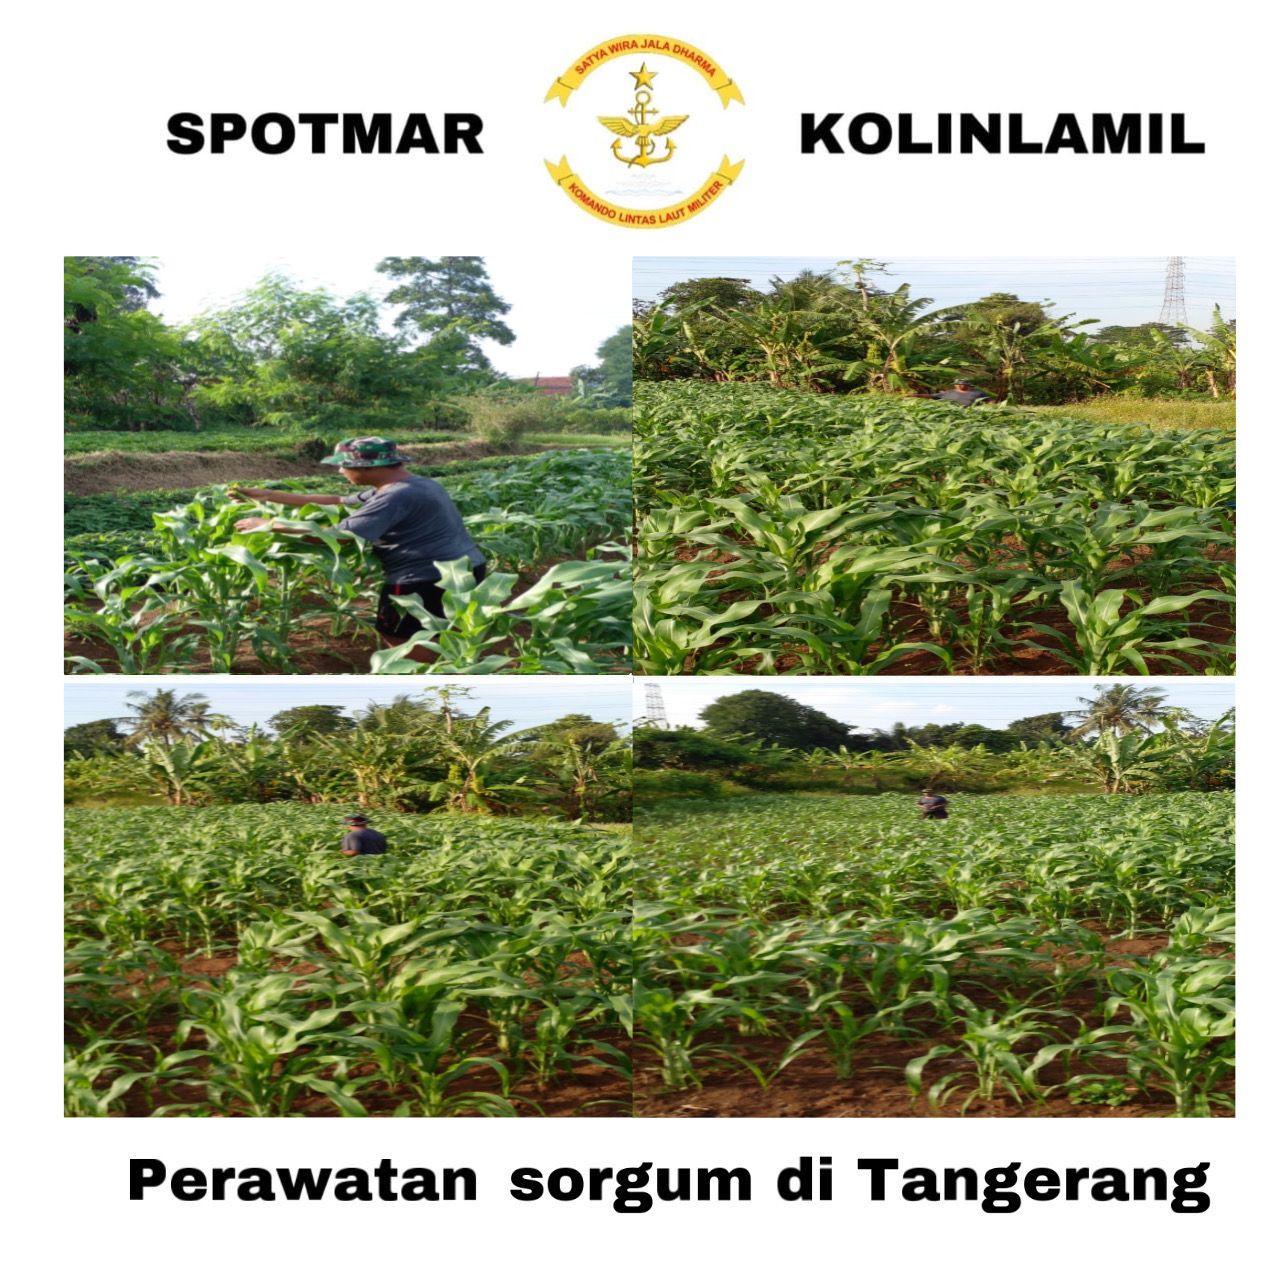 SPOTMAR
SATYA WIRA JALA DHARMA
KOMANDO LINTAS LAUT MILITER
KOLINLAMIL
Perawatan sorgum di Tangerang